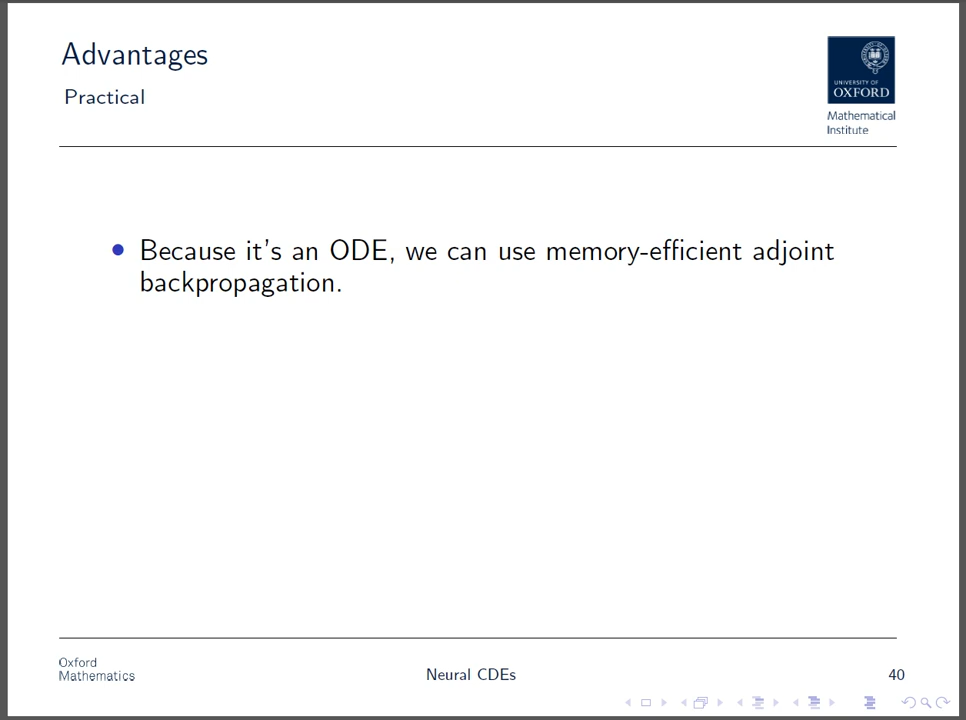 Advantages
Practical
UNIVERSITY OF
OXFORD
Mathematical
Institute
• Because it's an ODE, we can use memory-efficient adjoint
backpropagation.
Oxford
Mathematics
Neural CDEs
40